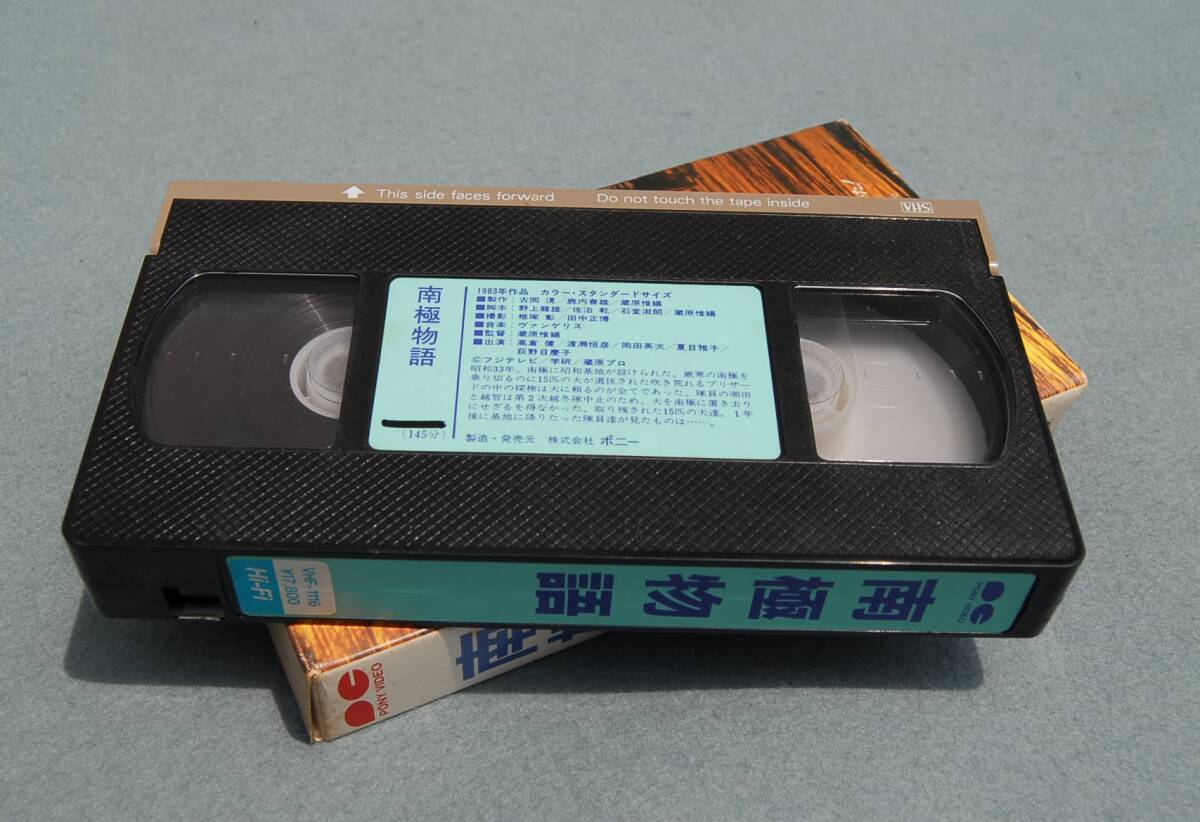 This side faces forward Do not touch the tape inside VHS
南極物語
(145分)
1983年作品 カラー・スタンダードサイズ
■製作:古岡 滉/鹿内春雄/蔵原惟繕
■脚本:野上龍雄/佐治 乾/石堂淑朗/蔵原惟繕
■撮影:椎塚 彰/田中正博
■音楽:ヴァンゲリス
■監督:蔵原惟繕
■出演:高倉 健/渡瀬恒彦/岡田英次/夏目雅子/
荻野目慶子
©フジテレビ/学研/蔵原プロ
昭和33年、南極に昭和基地が設けられた。厳寒の南極を
乗り切るのに15匹の犬が選抜された吹き荒れるブリザー
ドの中の探検は犬に頼るのが全てであった。隊員の潮田
と越智は第2次越冬隊中止のため、犬を南極に置き去り
にせざるを得なかった。取り残された15匹の犬達。1年
後に基地に降りたった隊員達が見たものは……。
製造・発売元 株式会社 ポニー
PONY VIDEO
南極物語
VHF-1116
¥17,800
Hi-Fi
PONY VIDEO